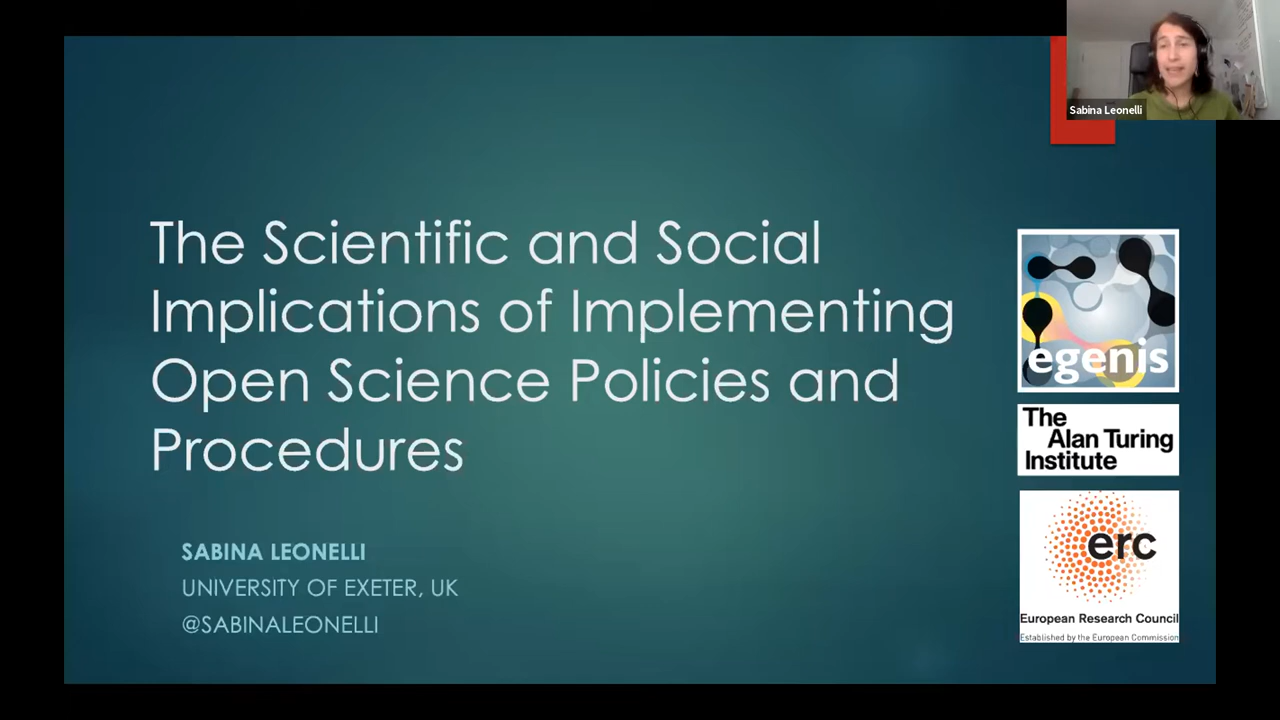 Sabina Leonelli
The Scientific and Social
Implications of Implementing
Open Science Policies and
Procedures
SABINA LEONELLI
UNIVERSITY OF EXETER, UK
@SABINALEONELLI
egenis
The
Alan Turing
Institute
erc
European Research Council
Established by the European Commission